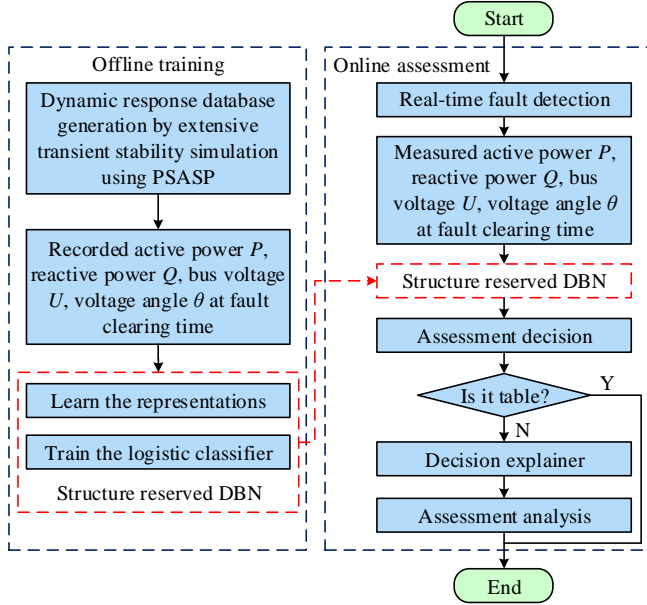 Start
Offline training
Dynamic response database
generation by extensive
transient stability simulation
using PSASP
Recorded active power P,
reactive power Q, bus voltage
U, voltage angle θ at fault
clearing time
Learn the representations
Train the logistic classifier
Structure reserved DBN
Online assessment
Real-time fault detection
Measured active power P,
reactive power Q, bus
voltage U, voltage angle θ
at fault clearing time
Structure reserved DBN
Assessment decision
Is it table?
Y
N
Decision explainer
Assessment analysis
End